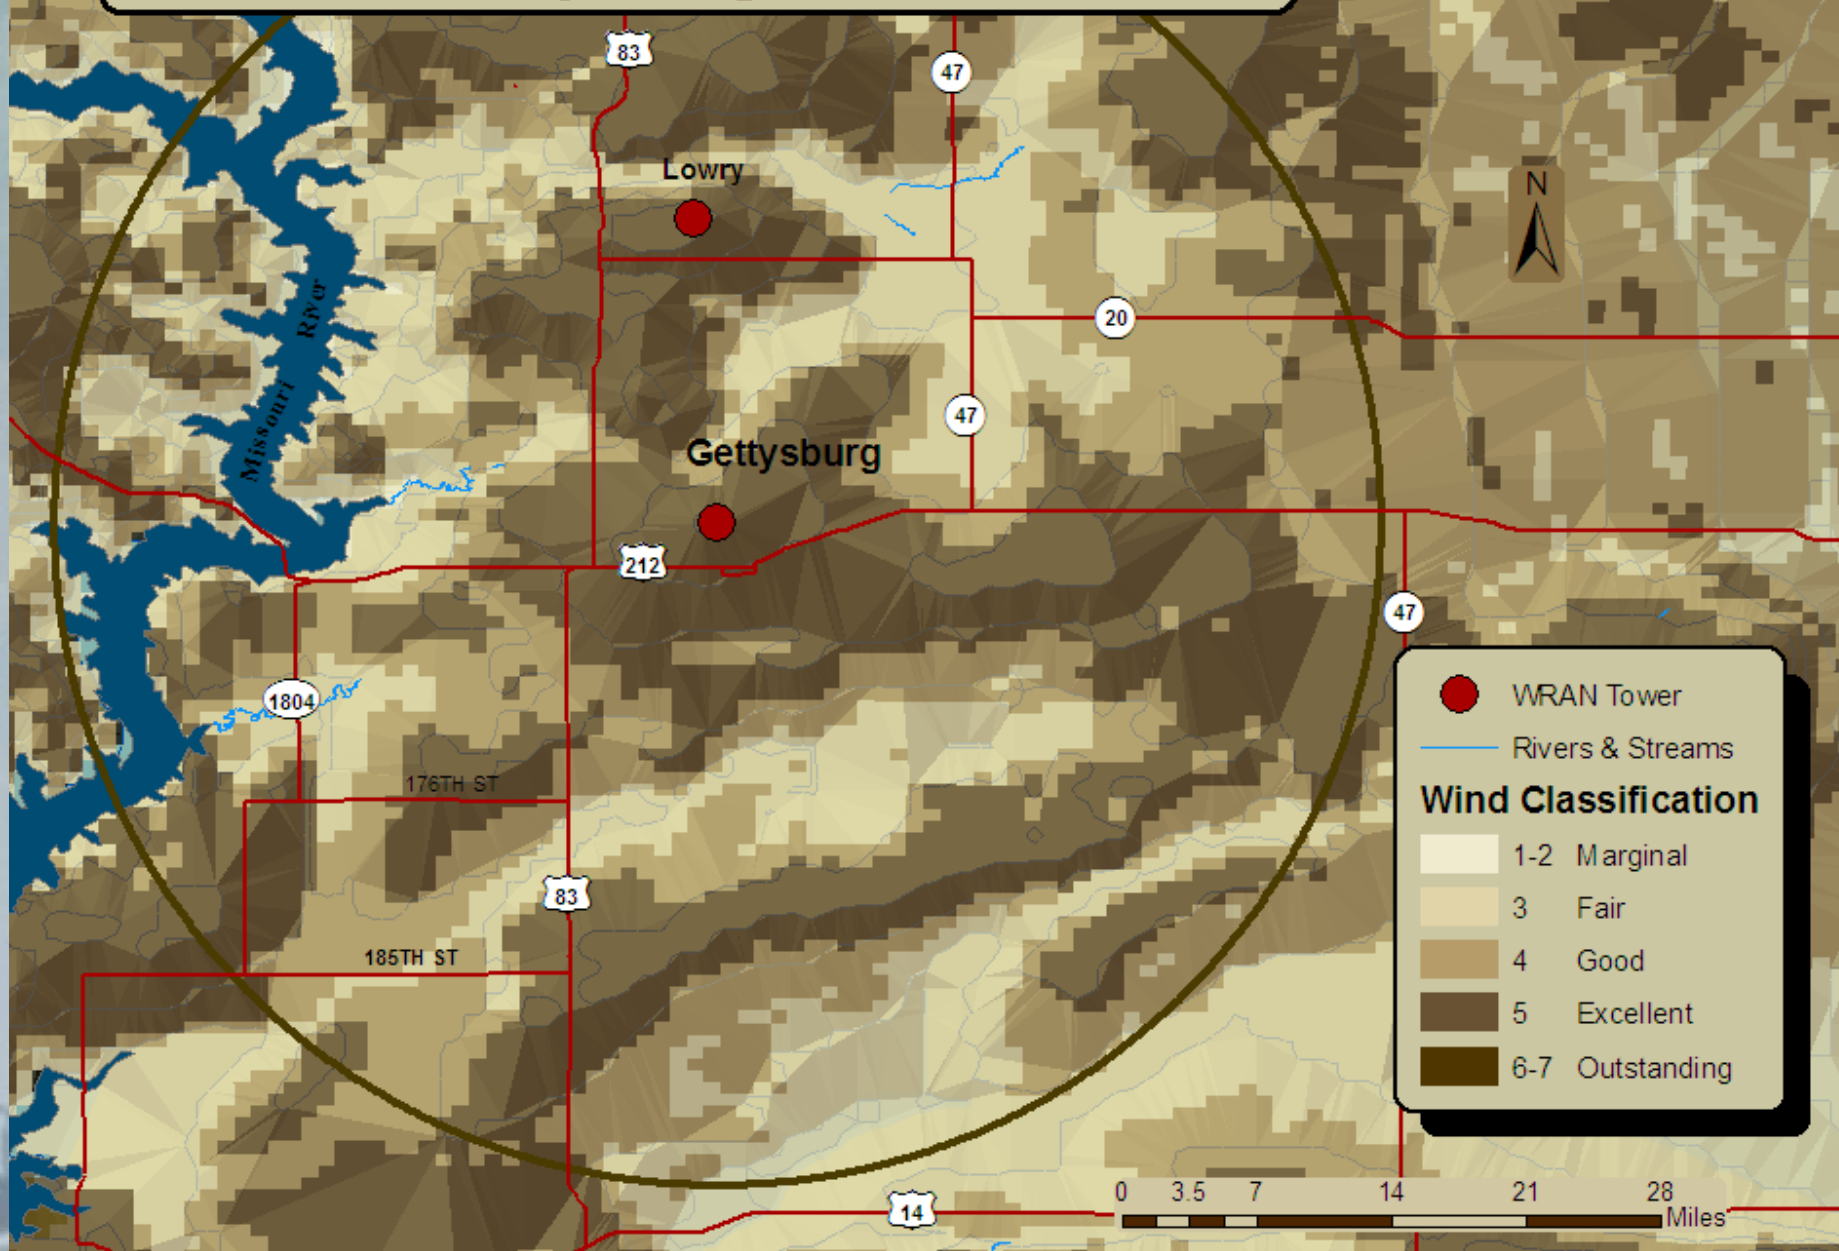 83
47
Lowry
N
Missouri River
20
47
Gettysburg
212
47
1804
176TH ST
83
185TH ST
14
WRAN Tower
Rivers & Streams
Wind Classification
1-2 Marginal
3 Fair
4 Good
5 Excellent
6-7 Outstanding
0 3.5 7 14 21 28
Miles